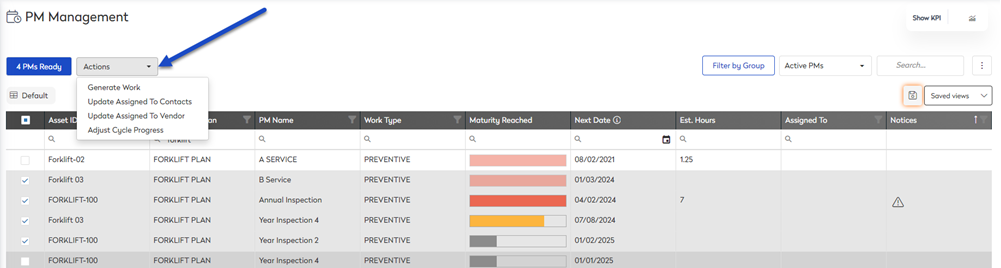 PM Management
Show KPI
4 PMs Ready Actions Filter by Group Active PMs Search...
Generate Work
Update Assigned To Contacts
Update Assigned To Vendor
Adjust Cycle Progress
Default Saved views
Asset ID an PM Name Work Type Maturity Reached Next Date Est. Hours Assigned To Notices
forklift
Forklift-02 FORKLIFT PLAN A SERVICE PREVENTIVE 08/02/2021 1.25
Forklift 03 FORKLIFT PLAN B Service PREVENTIVE 01/03/2024
FORKLIFT-100 FORKLIFT PLAN Annual Inspection PREVENTIVE 04/02/2024 7
Forklift 03 FORKLIFT PLAN Year Inspection 4 PREVENTIVE 07/08/2024
FORKLIFT-100 FORKLIFT PLAN Year Inspection 2 PREVENTIVE 01/02/2025
FORKLIFT-100 FORKLIFT PLAN Year Inspection 4 PREVENTIVE 01/01/2025